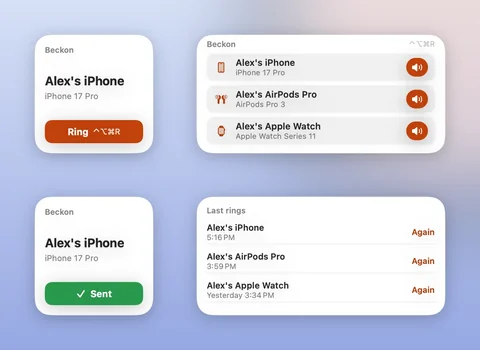 Beckon
Alex's iPhone
iPhone 17 Pro
Ring ⌃⌥⌘R
Beckon ⌃⌥⌘R
Alex's iPhone
iPhone 17 Pro
Alex's AirPods Pro
AirPods Pro 3
Alex's Apple Watch
Apple Watch Series 11
Beckon
Alex's iPhone
iPhone 17 Pro
Sent
Last rings
Alex's iPhone
5:16 PM
Again
Alex's AirPods Pro
3:59 PM
Again
Alex's Apple Watch
Yesterday 3:34 PM
Again